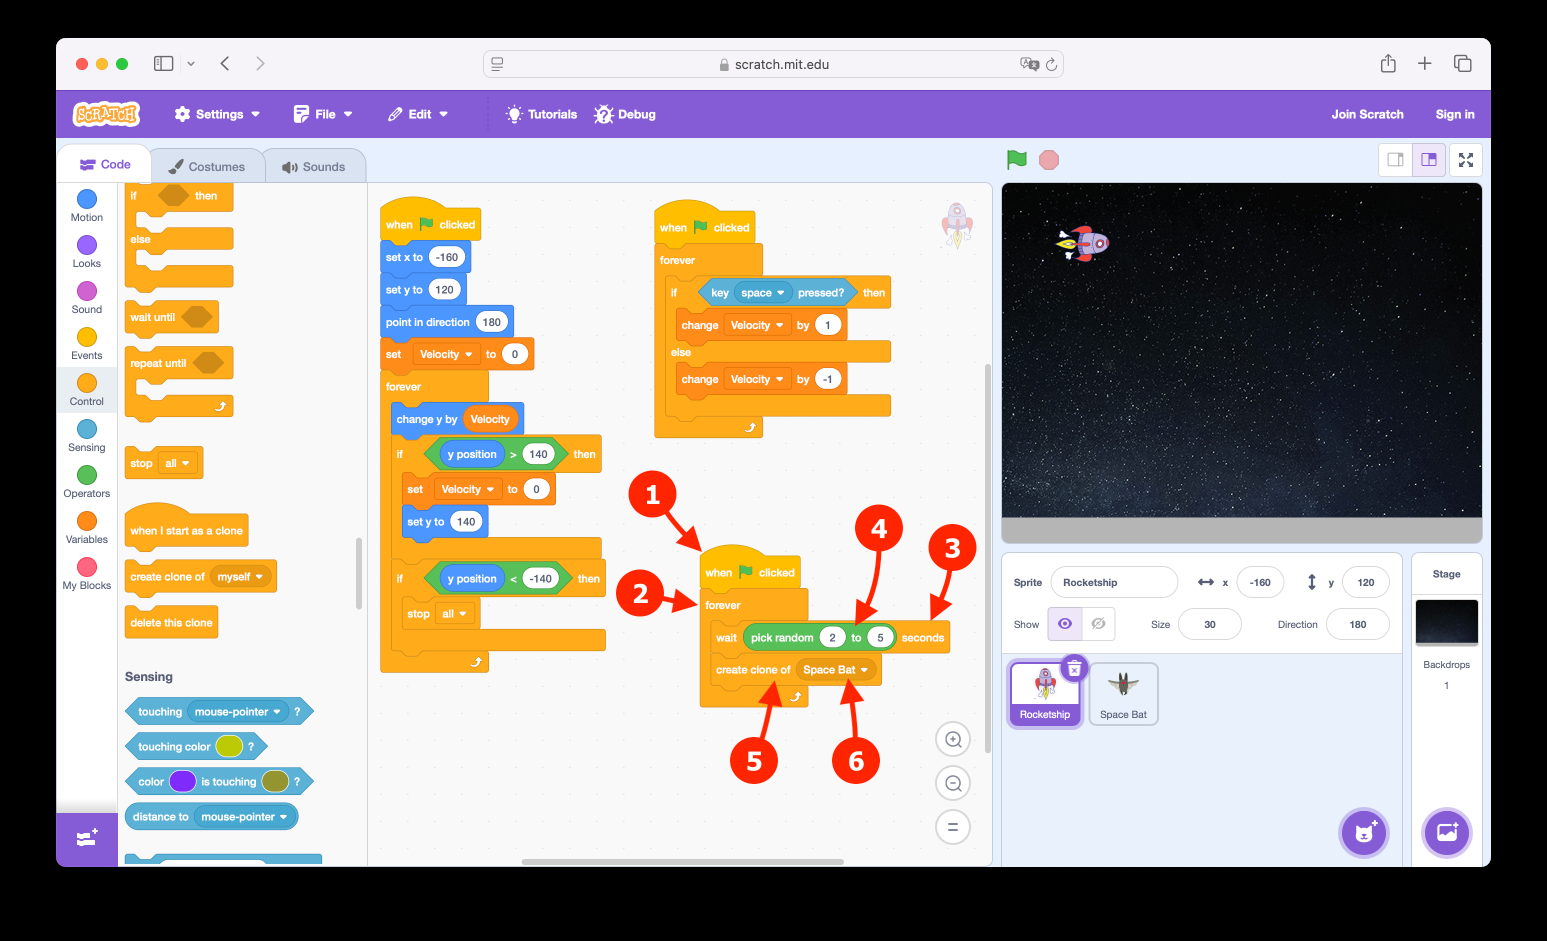 scratch.mit.edu
SCRATCH
Settings
File
Edit
Tutorials
Debug
Join Scratch
Sign in
Code
Costumes
Sounds
Motion
Looks
Sound
Events
Control
Sensing
Operators
Variables
My Blocks
if then
else
wait until
repeat until
stop all
when I start as a clone
create clone of myself
delete this clone
Sensing
touching mouse-pointer ?
touching color ?
color is touching ?
distance to mouse-pointer
when clicked
set x to -160
set y to 120
point in direction 180
set Velocity to 0
forever
change y by Velocity
if y position > 140 then
set Velocity to 0
set y to 140
if y position < -140 then
stop all
when clicked
forever
if key space pressed? then
change Velocity by 1
else
change Velocity by -1
1
2
3
4
5
6
when clicked
forever
wait pick random 2 to 5 seconds
create clone of Space Bat
Sprite Rocketship x -160 y 120
Show Size 30 Direction 180
Rocketship
Space Bat
Stage
Backdrops
1